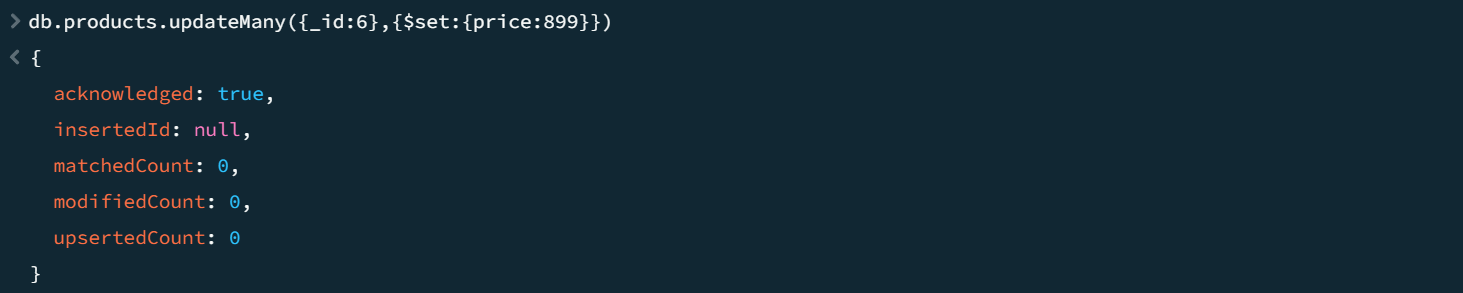 > db.products.updateMany({_id:6},{$set:{price:899}})
< {
acknowledged: true,
insertedId: null,
matchedCount: 0,
modifiedCount: 0,
upsertedCount: 0
}